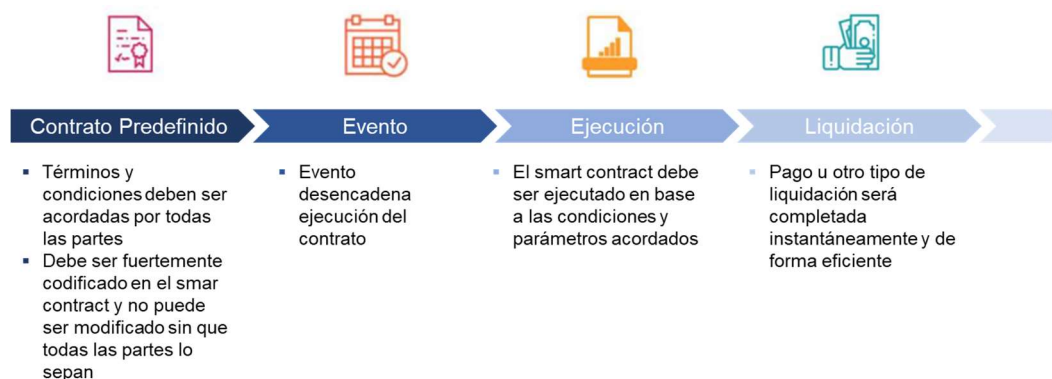 Contrato Predefinido
Evento
Ejecución
Liquidación
▪ Términos y
condiciones deben ser
acordadas por todas
las partes
▪ Debe ser fuertemente
codificado en el smar
contract y no puede
ser modificado sin que
todas las partes lo
sepan
▪ Evento
desencadena
ejecución del
contrato
▪ El smart contract debe
ser ejecutado en base
a las condiciones y
parámetros acordados
▪ Pago u otro tipo de
liquidación será
completada
instantáneamente y de
forma eficiente